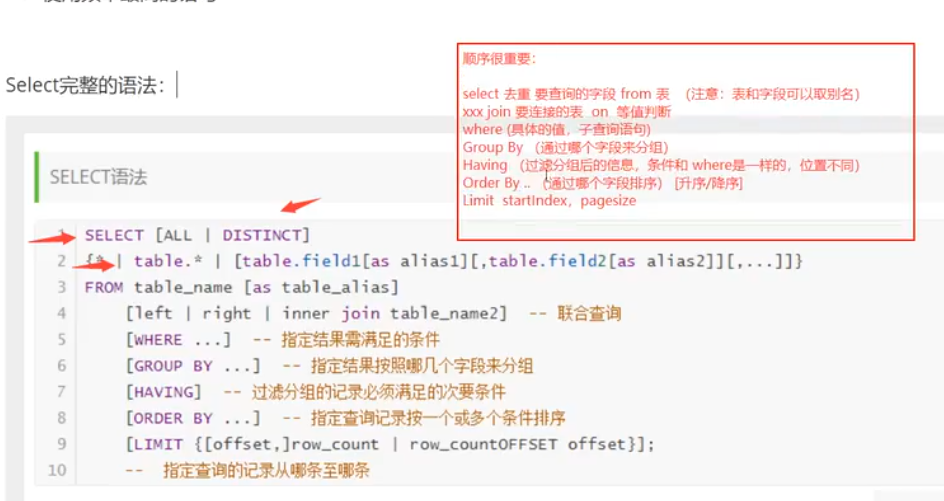 Select完整的语法：
顺序很重要：
select 去重 要查询的字段 from 表 （注意：表和字段可以取别名）
xxx join 要连接的表 on 等值判断
where (具体的值，子查询语句)
Group By （通过哪个字段来分组）
Having （过滤分组后的信息，条件和 where是一样的，位置不同）
Order By .. （通过哪个字段排序） [升序/降序]
Limit startIndex，pagesize
SELECT语法
SELECT [ALL | DISTINCT]
2 {* | table.* | [table.field1[as alias1][,table.field2[as alias2]][,...]]}
3 FROM table_name [as table_alias]
4 [left | right | inner join table_name2] -- 联合查询
5 [WHERE ...] -- 指定结果需满足的条件
6 [GROUP BY ...] -- 指定结果按照哪几个字段来分组
7 [HAVING] -- 过滤分组的记录必须满足的次要条件
8 [ORDER BY ...] -- 指定查询记录按一个或多个条件排序
9 [LIMIT {[offset,]row_count | row_countOFFSET offset}];
10 -- 指定查询的记录从哪条至哪条